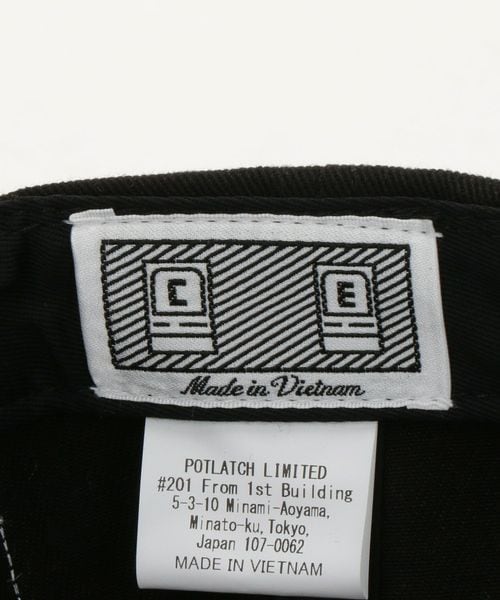 C E
Made in Vietnam
POTLATCH LIMITED
#201 From 1st Building
5-3-10 Minami-Aoyama,
Minato-ku,Tokyo,
Japan 107-0062
MADE IN VIETNAM